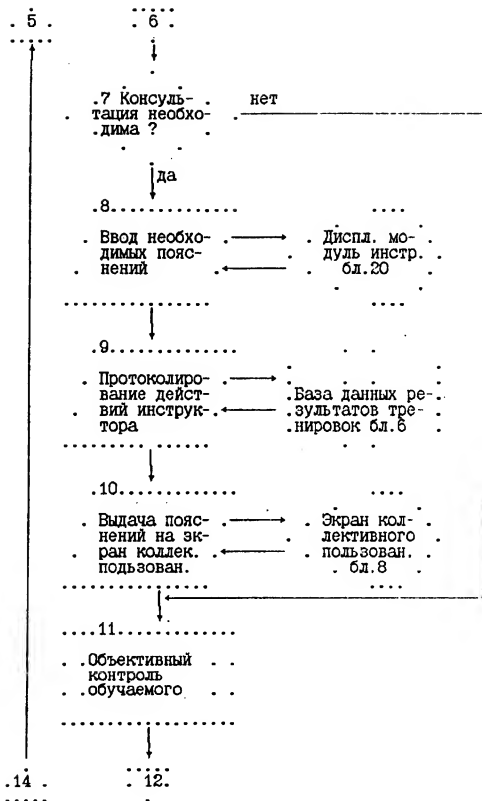 5 6
7 Консуль- нет
тация необхо-
дима ?
да
8
Ввод необхо- Диспл. мо-
димых пояс- дуль инстр.
нений бл.20
9
Протоколиро-
вание дейст- База данных ре-
вий инструк- зультатов тре-
тора нировок бл.6
10
Выдача пояс- Экран кол-
нений на эк- лективного
ран коллек. пользован.
подьзован. бл.8
11
Объективный
контроль
обучаемого
14 12